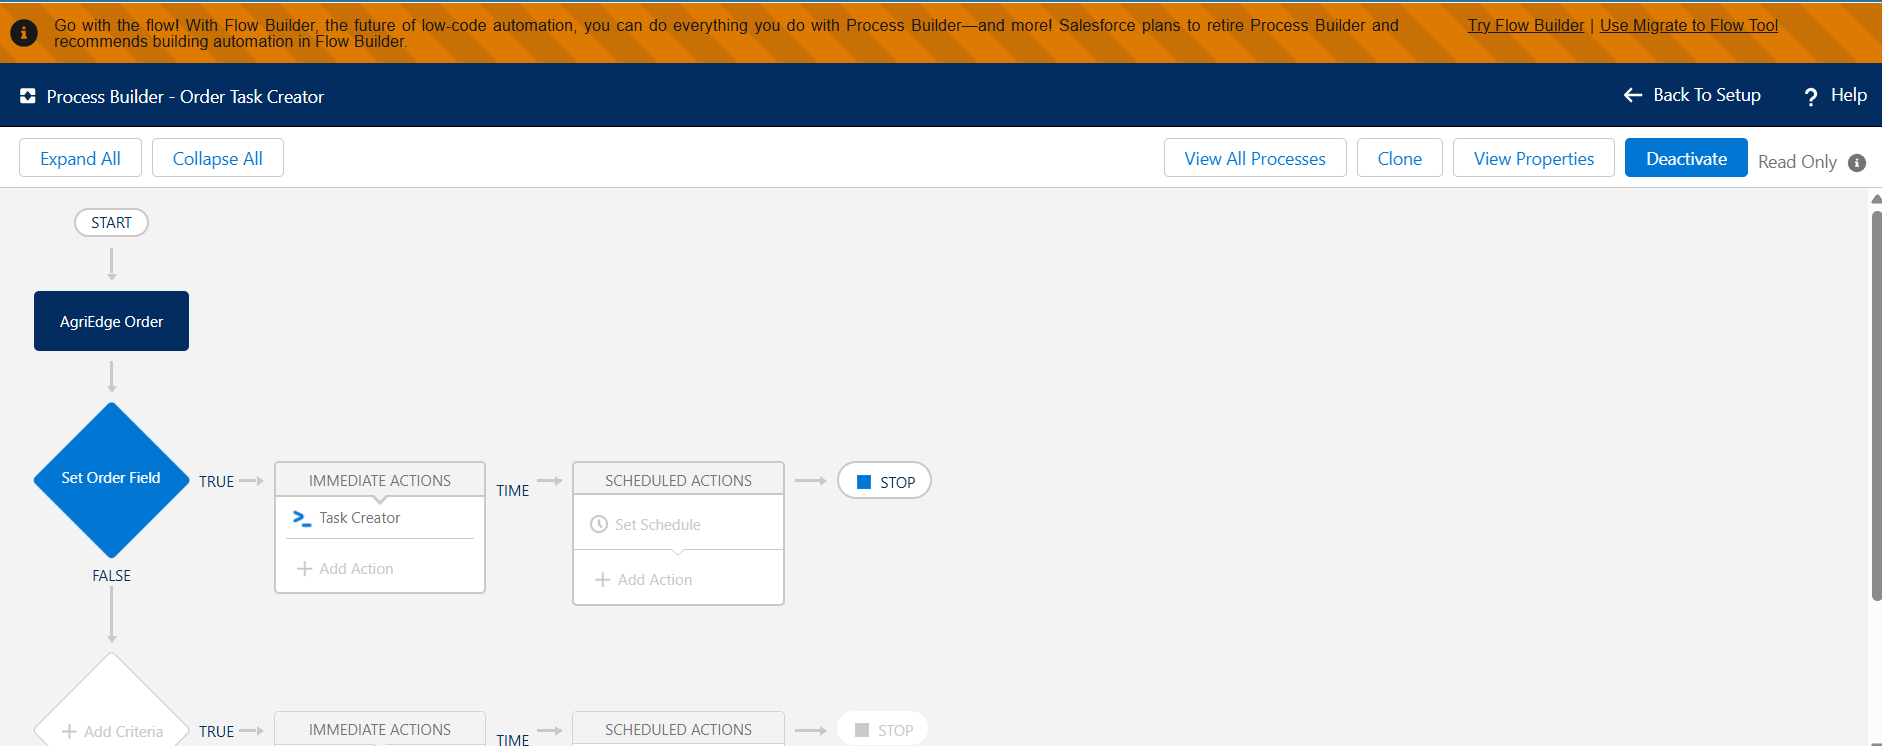 Go with the flow! With Flow Builder, the future of low-code automation, you can do everything you do with Process Builder—and more! Salesforce plans to retire Process Builder and
recommends building automation in Flow Builder.
Try Flow Builder | Use Migrate to Flow Tool
Process Builder - Order Task Creator
Back To Setup
? Help
Expand All
Collapse All
View All Processes
Clone
View Properties
Deactivate
Read Only
START
AgriEdge Order
Set Order Field
TRUE
IMMEDIATE ACTIONS
Task Creator
+ Add Action
TIME
SCHEDULED ACTIONS
Set Schedule
+ Add Action
STOP
FALSE
+ Add Criteria
TRUE
IMMEDIATE ACTIONS
TIME
SCHEDULED ACTIONS
STOP